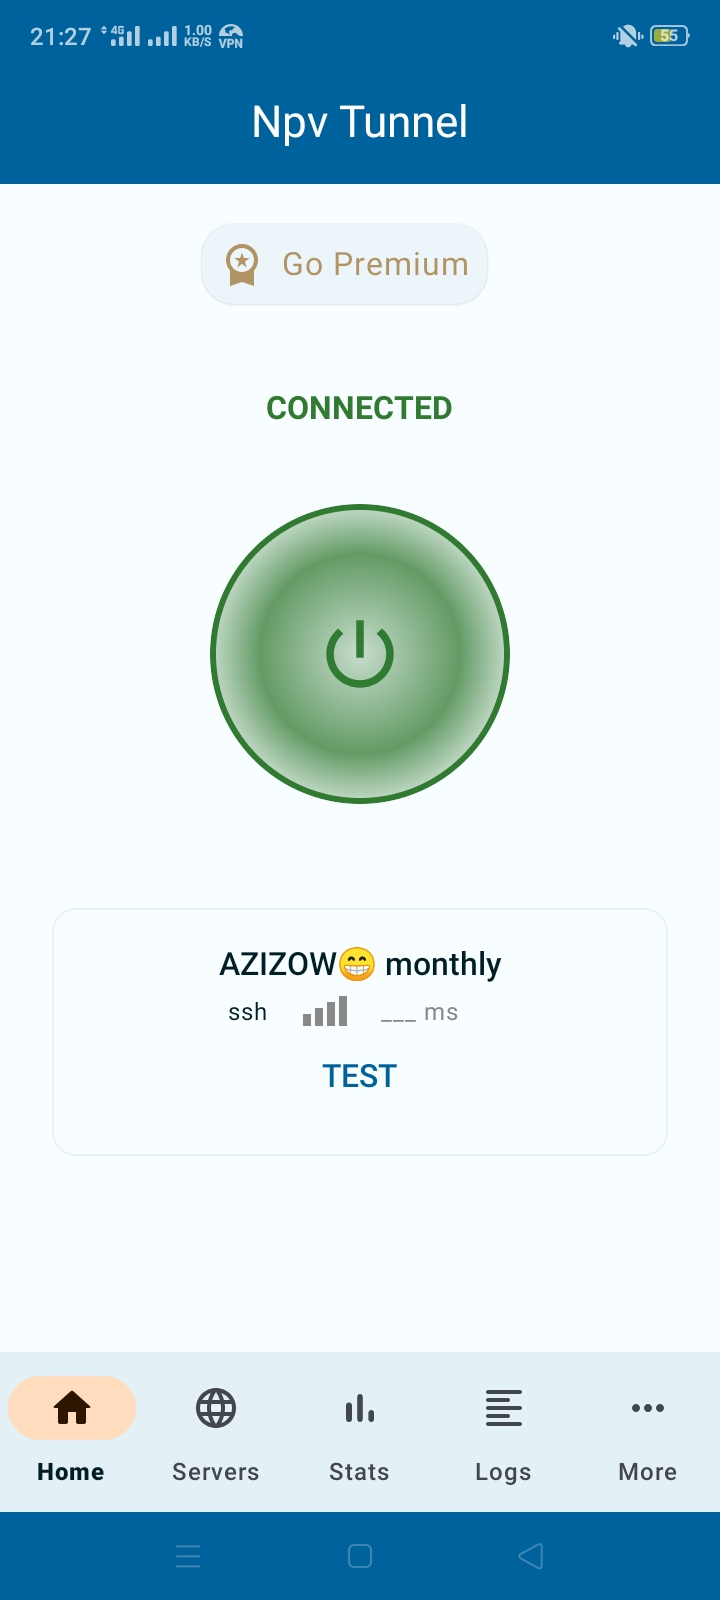 21:27 4G 1.00 KB/S VPN 55
Npv Tunnel
Go Premium
CONNECTED
AZIZOW😁 monthly
ssh ___ ms
TEST
Home Servers Stats Logs More